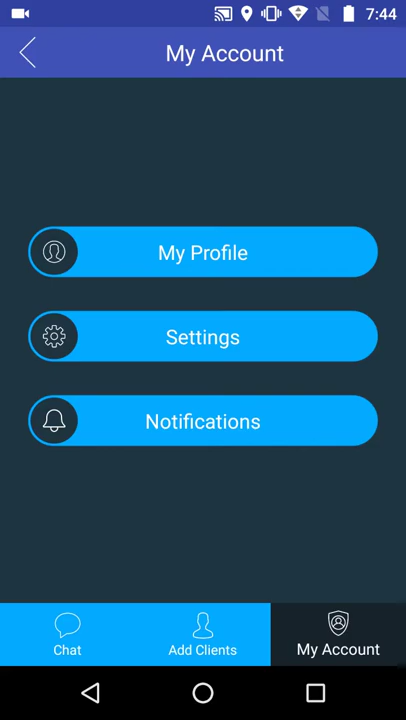 7:44
My Account
My Profile
Settings
Notifications
Chat
Add Clients
My Account